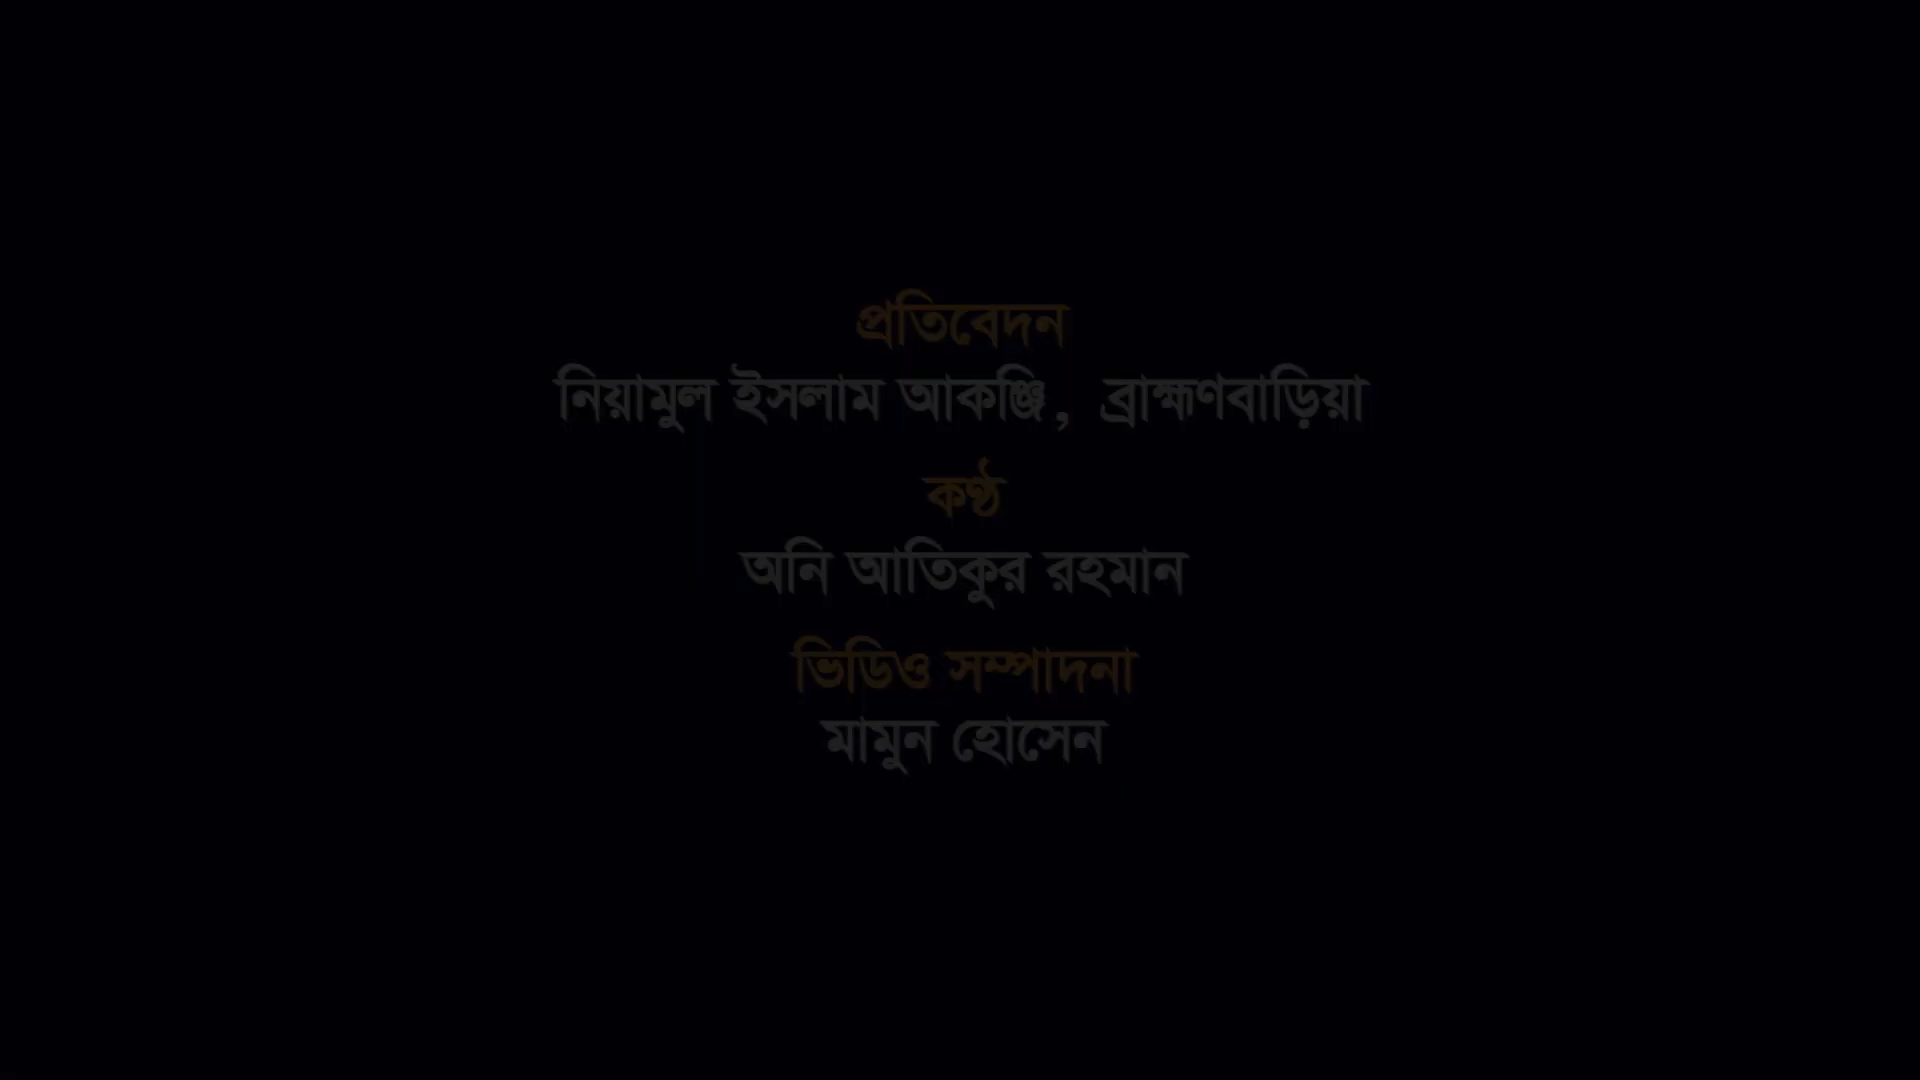 প্রতিবেদন
নিয়ামুল ইসলাম আকঞ্জি, ব্রাহ্মণবাড়িয়া
কণ্ঠ
অনি আতিকুর রহমান
ভিডিও সম্পাদনা
মামুন হোসেন